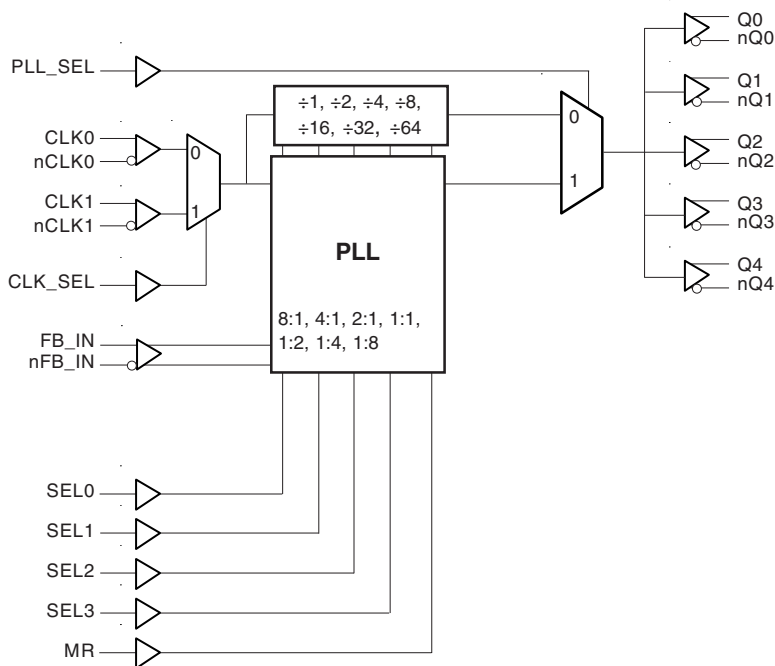 PLL_SEL
÷1, ÷2, ÷4, ÷8,
÷16, ÷32, ÷64
CLK0
nCLK0
CLK1
nCLK1
0
1
CLK_SEL
PLL
8:1, 4:1, 2:1, 1:1,
1:2, 1:4, 1:8
FB_IN
nFB_IN
0
1
Q0
nQ0
Q1
nQ1
Q2
nQ2
Q3
nQ3
Q4
nQ4
SEL0
SEL1
SEL2
SEL3
MR